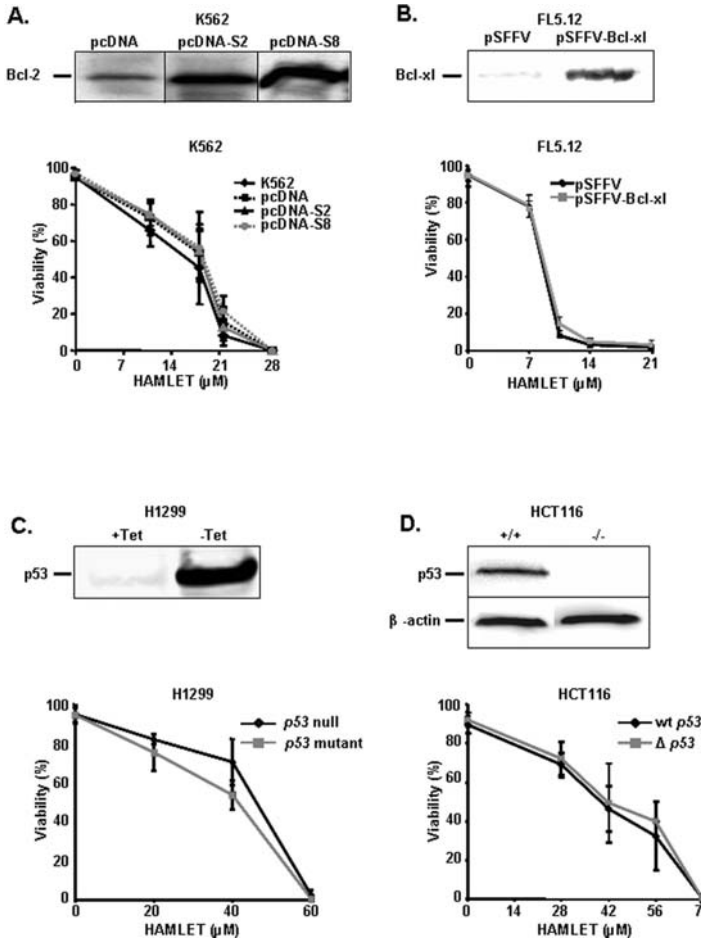 A.
K562
pcDNA pcDNA-S2 pcDNA-S8
Bcl-2
K562
Viability (%)
100
80
60
40
20
0
K562
pcDNA
pcDNA-S2
pcDNA-S8
0 7 14 21 28
HAMLET (µM)
B.
FL5.12
pSFFV pSFFV-Bcl-xl
Bcl-xl
FL5.12
Viability (%)
100
80
60
40
20
0
pSFFV
pSFFV-Bcl-xl
0 7 14 21
HAMLET (µM)
C.
H1299
+Tet -Tet
p53
H1299
Viability (%)
100
80
60
40
20
0
p53 null
p53 mutant
0 20 40 60
HAMLET (µM)
D.
HCT116
+/+ -/-
p53
β -actin
HCT116
Viability (%)
100
80
60
40
20
0
wt p53
Δ p53
0 14 28 42 56 7
HAMLET (µM)